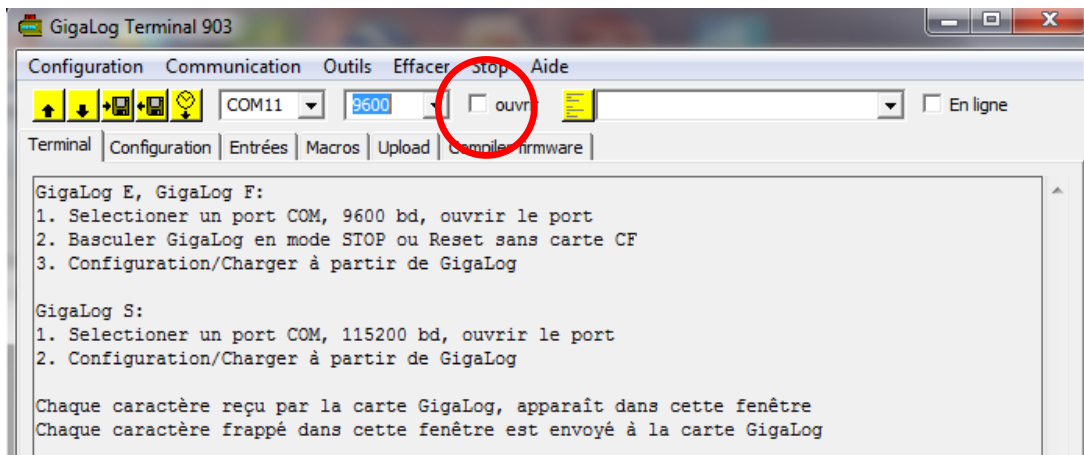 GigaLog Terminal 903
Configuration Communication Outils Effacer Stop Aide
COM11 9600 ouvrir En ligne
Terminal Configuration Entrées Macros Upload Compiler firmware
GigaLog E, GigaLog F:
1. Selectioner un port COM, 9600 bd, ouvrir le port
2. Basculer GigaLog en mode STOP ou Reset sans carte CF
3. Configuration/Charger à partir de GigaLog
GigaLog S:
1. Selectioner un port COM, 115200 bd, ouvrir le port
2. Configuration/Charger à partir de GigaLog
Chaque caractère reçu par la carte GigaLog, apparaît dans cette fenêtre
Chaque caractère frappé dans cette fenêtre est envoyé à la carte GigaLog